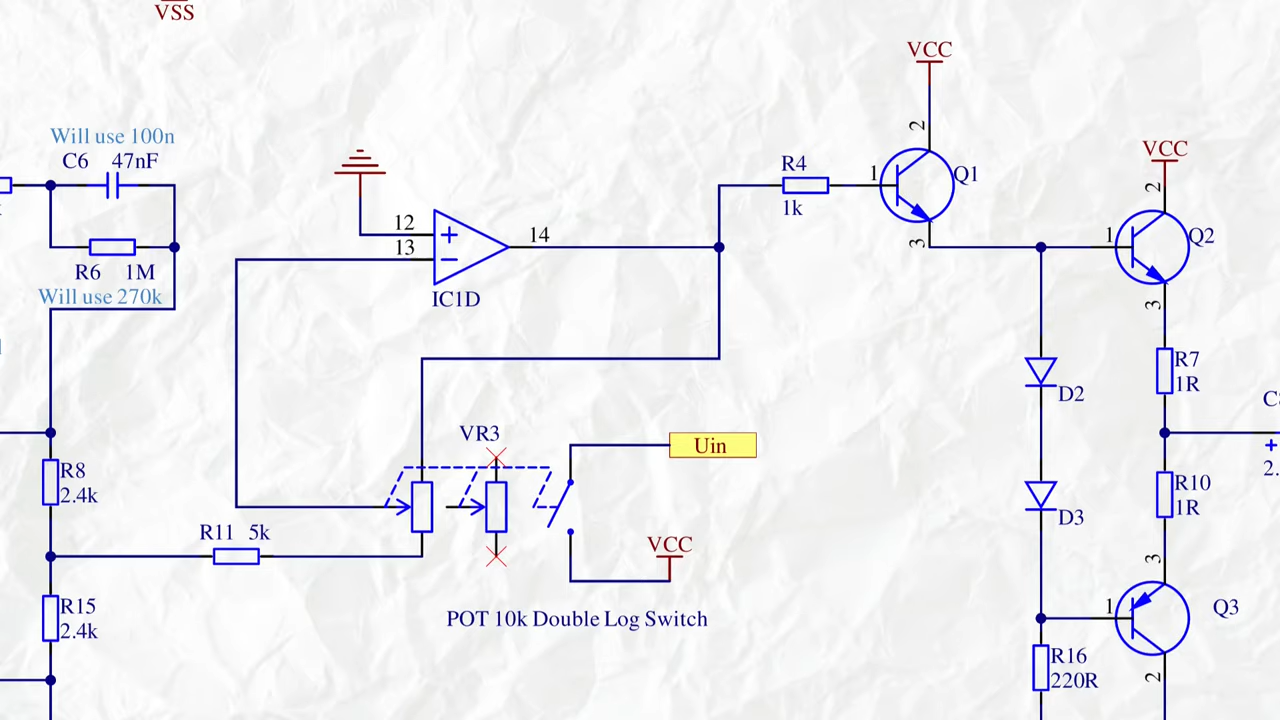 VSS
VCC
Will use 100n
C6 47nF
R4
1k
1
2
3
Q1
VCC
2
1
Q2
3
12
13
14
IC1D
R6 1M
Will use 270k
R7
1R
D2
VR3
Uin
R8
2.4k
R10
1R
D3
R11 5k
VCC
3
1
Q3
2
R15
2.4k
POT 10k Double Log Switch
R16
220R
2.